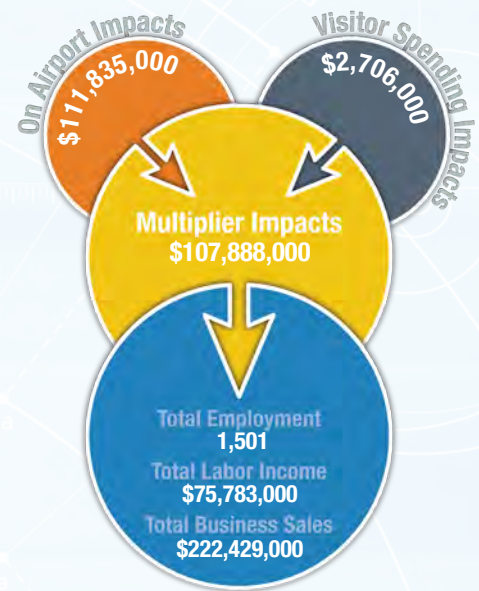 On Airport Impacts
$111,835,000
Visitor Spending Impacts
$2,706,000
Multiplier Impacts
$107,888,000
Total Employment
1,501
Total Labor Income
$75,783,000
Total Business Sales
$222,429,000